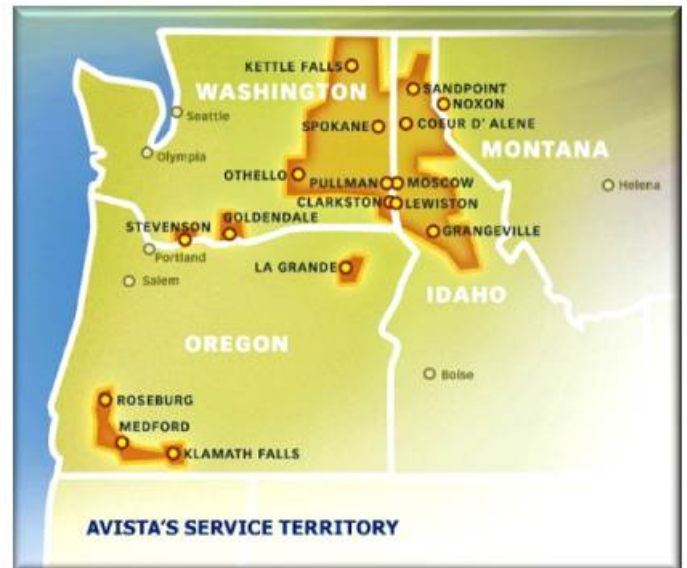 KETTLE FALLS
WASHINGTON
SANDPOINT
NOXON
Seattle
SPOKANE
COEUR D' ALENE
MONTANA
Olympia
OTHELLO
PULLMAN
MOSCOW
Helena
CLARKSTON
LEWISTON
STEVENSON
GOLDENDALE
GRANGEVILLE
Portland
LA GRANDE
Salem
IDAHO
OREGON
Boise
ROSEBURG
MEDFORD
KLAMATH FALLS
AVISTA'S SERVICE TERRITORY